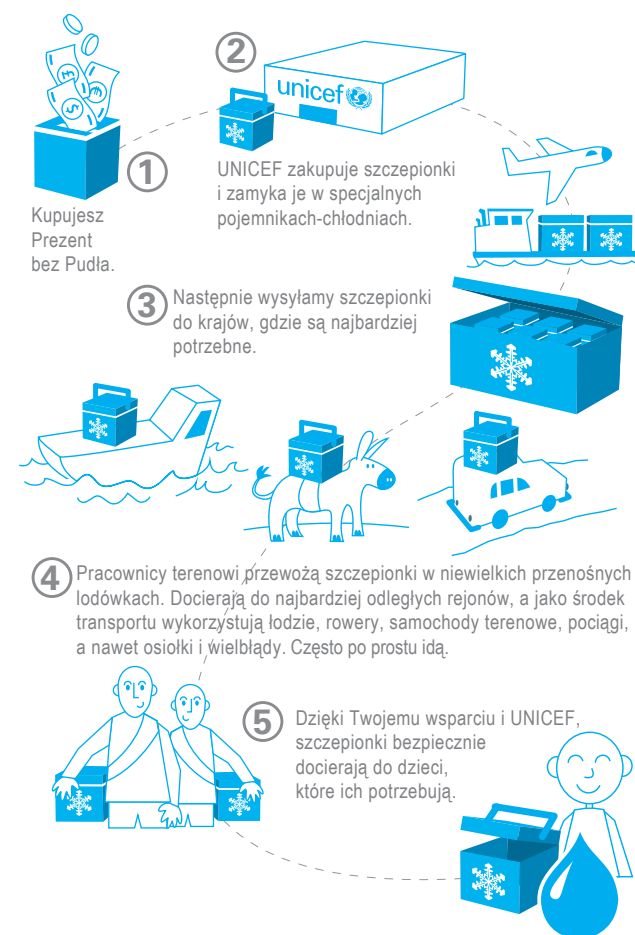 1
Kupujesz
Prezent
bez Pudła.
2
unicef
UNICEF zakupuje szczepionki
i zamyka je w specjalnych
pojemnikach-chłodniach.
3
Następnie wysyłamy szczepionki
do krajów, gdzie są najbardziej
potrzebne.
4
Pracownicy terenowi przewożą szczepionki w niewielkich przenośnych
lodówkach. Docierają do najbardziej odległych rejonów, a jako środek
transportu wykorzystują łodzie, rowery, samochody terenowe, pociągi,
a nawet osiołki i wielbłądy. Często po prostu idą.
5
Dzięki Twojemu wsparciu i UNICEF,
szczepionki bezpiecznie
docierają do dzieci,
które ich potrzebują.